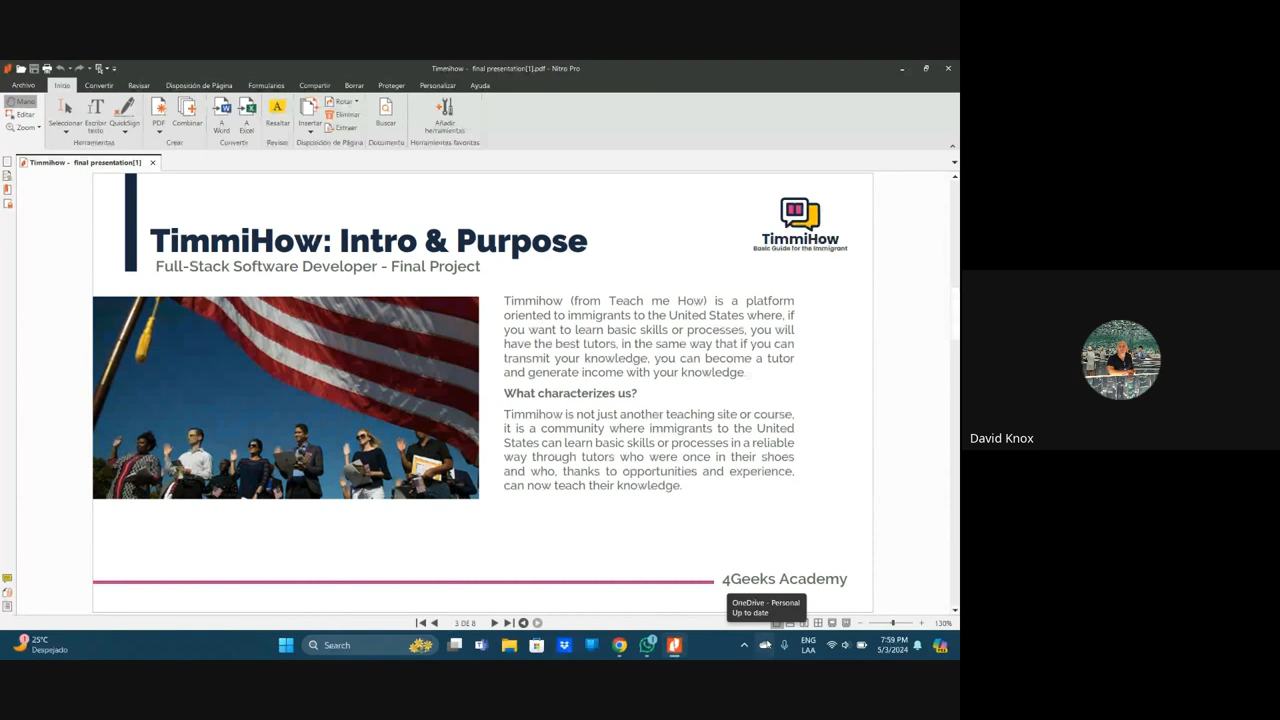 Timmihow - final presentation[1].pdf - Nitro Pro
Archivo Inicio Convertir Revisar Disposición de Página Formularios Compartir Borrar Proteger Personalizar Ayuda
Mano
Editar
Zoom
Seleccionar
Escribir texto
QuickSign
PDF
Combinar
A Word
A Excel
Resaltar
Insertar
Rotar
Eliminar
Extraer
Buscar
Añadir herramientas
Herramientas Crear Convertir Revisar Disposición de Página Documento Herramientas favoritas
Timmihow - final presentation[1]
TimmiHow: Intro & Purpose
Full-Stack Software Developer - Final Project
TimmiHow
Basic Guide for the Immigrant
Timmihow (from Teach me How) is a platform
oriented to immigrants to the United States where, if
you want to learn basic skills or processes, you will
have the best tutors, in the same way that if you can
transmit your knowledge, you can become a tutor
and generate income with your knowledge.
What characterizes us?
Timmihow is not just another teaching site or course,
it is a community where immigrants to the United
States can learn basic skills or processes in a reliable
way through tutors who were once in their shoes
and who, thanks to opportunities and experience,
can now teach their knowledge.
4Geeks Academy
OneDrive - Personal
Up to date
3 DE 8
130%
25°C
Despejado
Search
ENG
LAA
7:59 PM
5/3/2024
David Knox